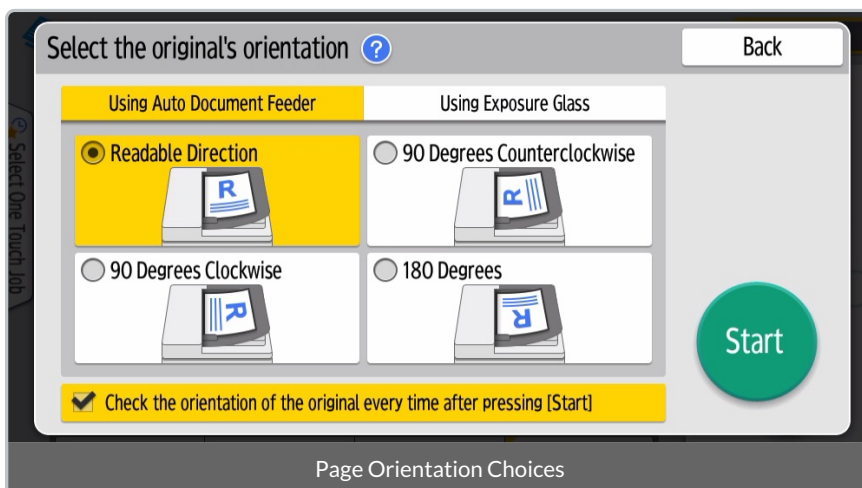 Select the original's orientation ?
Back
Using Auto Document Feeder
Using Exposure Glass
Readable Direction
R
90 Degrees Counterclockwise
R
90 Degrees Clockwise
R
180 Degrees
R
Select One Touch Job
Start
Check the orientation of the original every time after pressing [Start]
Page Orientation Choices